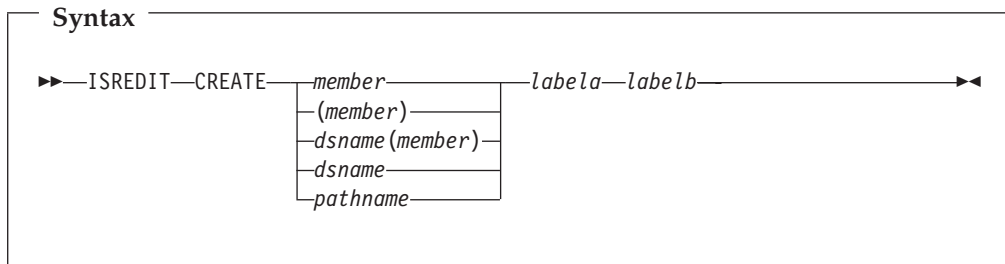 Syntax
ISREDIT CREATE member labela labelb
(member)
dsname(member)
dsname
pathname